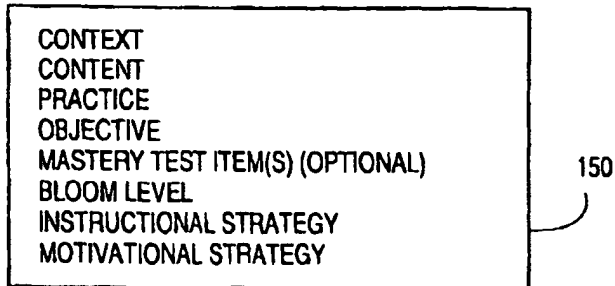 CONTEXT
CONTENT
PRACTICE
OBJECTIVE
MASTERY TEST ITEM(S) (OPTIONAL)
BLOOM LEVEL
INSTRUCTIONAL STRATEGY
MOTIVATIONAL STRATEGY
150